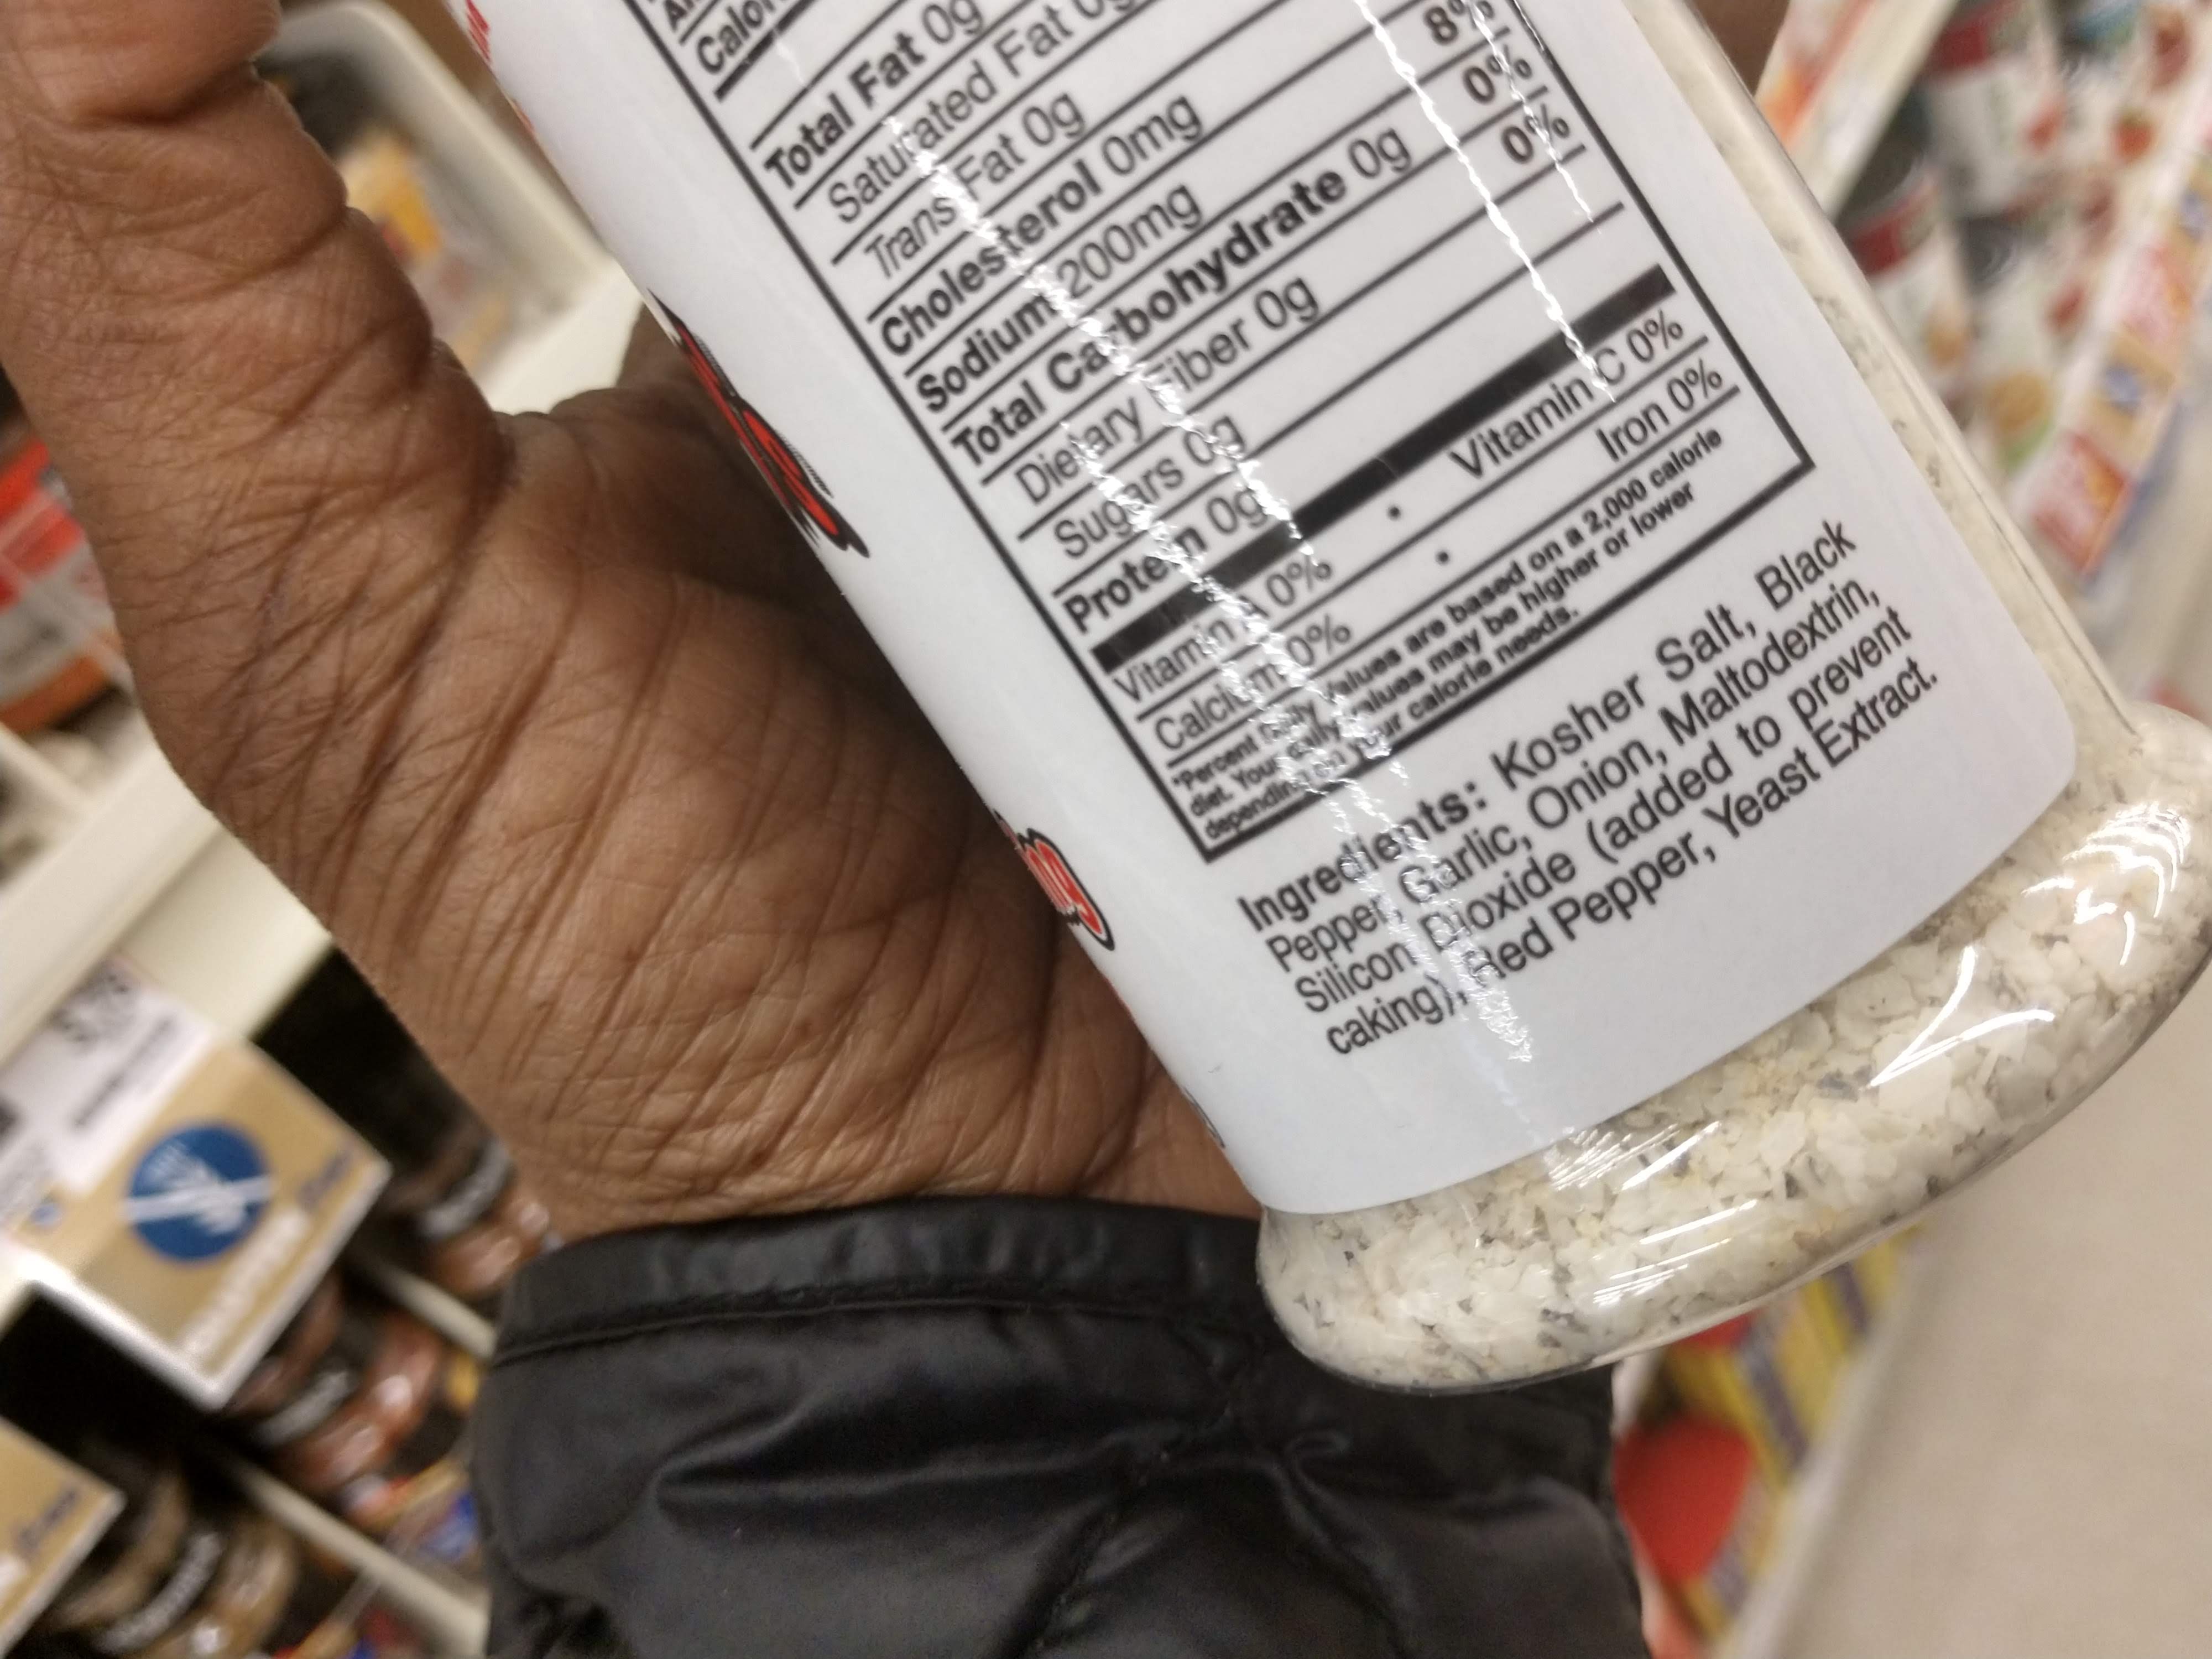 Total Fat 0g
Saturated Fat 0g
Trans Fat 0g
Cholesterol 0mg
Sodium 200mg 8%
Total Carbohydrate 0g 0%
Dietary Fiber 0g 0%
Sugars 0g
Protein 0g
Vitamin A 0% • Vitamin C 0%
Calcium 0% • Iron 0%
*Percent Daily Values are based on a 2,000 calorie
diet. Your daily values may be higher or lower
depending on your calorie needs.
Ingredients: Kosher Salt, Black
Pepper, Garlic, Onion, Maltodextrin,
Silicon Dioxide (added to prevent
caking), Red Pepper, Yeast Extract.